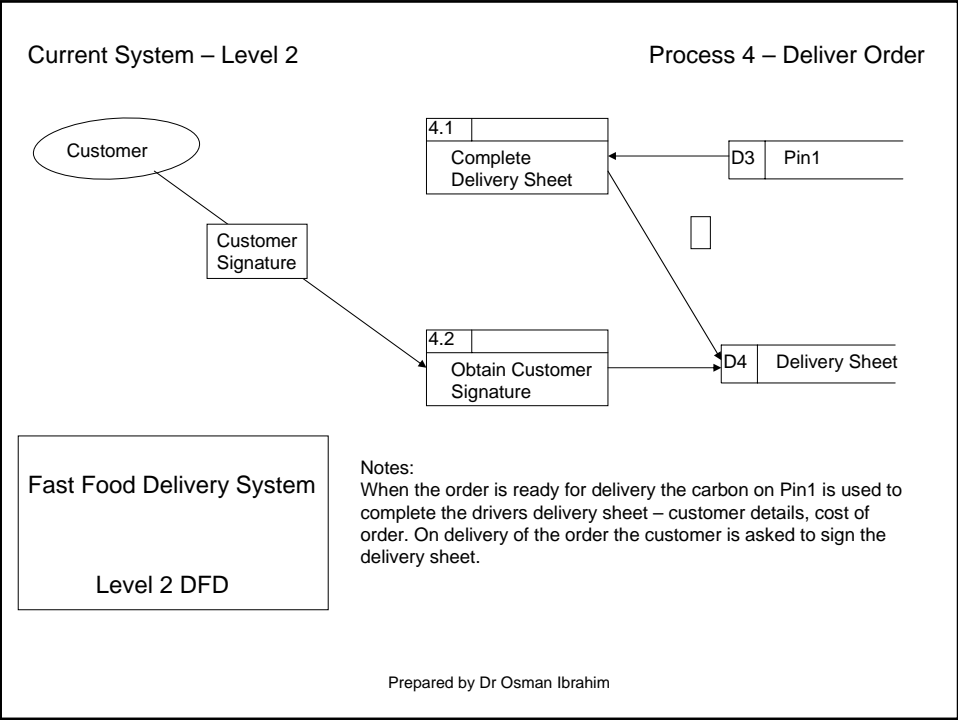 Current System – Level 2
Process 4 – Deliver Order
Customer
4.1
Complete
Delivery Sheet
D3 Pin1
Customer
Signature
4.2
Obtain Customer
Signature
D4 Delivery Sheet
Fast Food Delivery System
Level 2 DFD
Notes:
When the order is ready for delivery the carbon on Pin1 is used to
complete the drivers delivery sheet – customer details, cost of
order. On delivery of the order the customer is asked to sign the
delivery sheet.
Prepared by Dr Osman Ibrahim